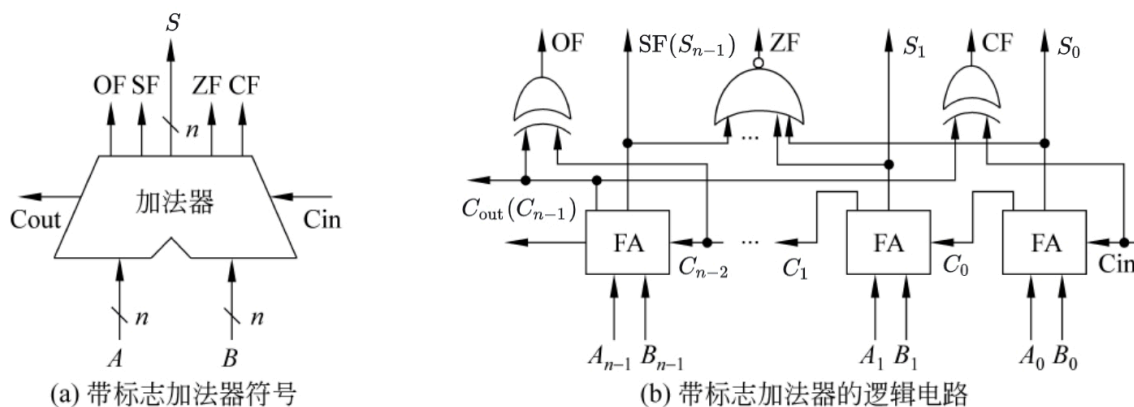 S
OF SF ZF CF
n
加法器
Cout Cin
n n
A B
(a) 带标志加法器符号
OF SF(Sₙ₋₁) ZF S₁ CF S₀
...
Cout(Cₙ₋₁)
FA ... FA FA
Cₙ₋₂ C₁ C₀ Cin
Aₙ₋₁ Bₙ₋₁ A₁ B₁ A₀ B₀
(b) 带标志加法器的逻辑电路